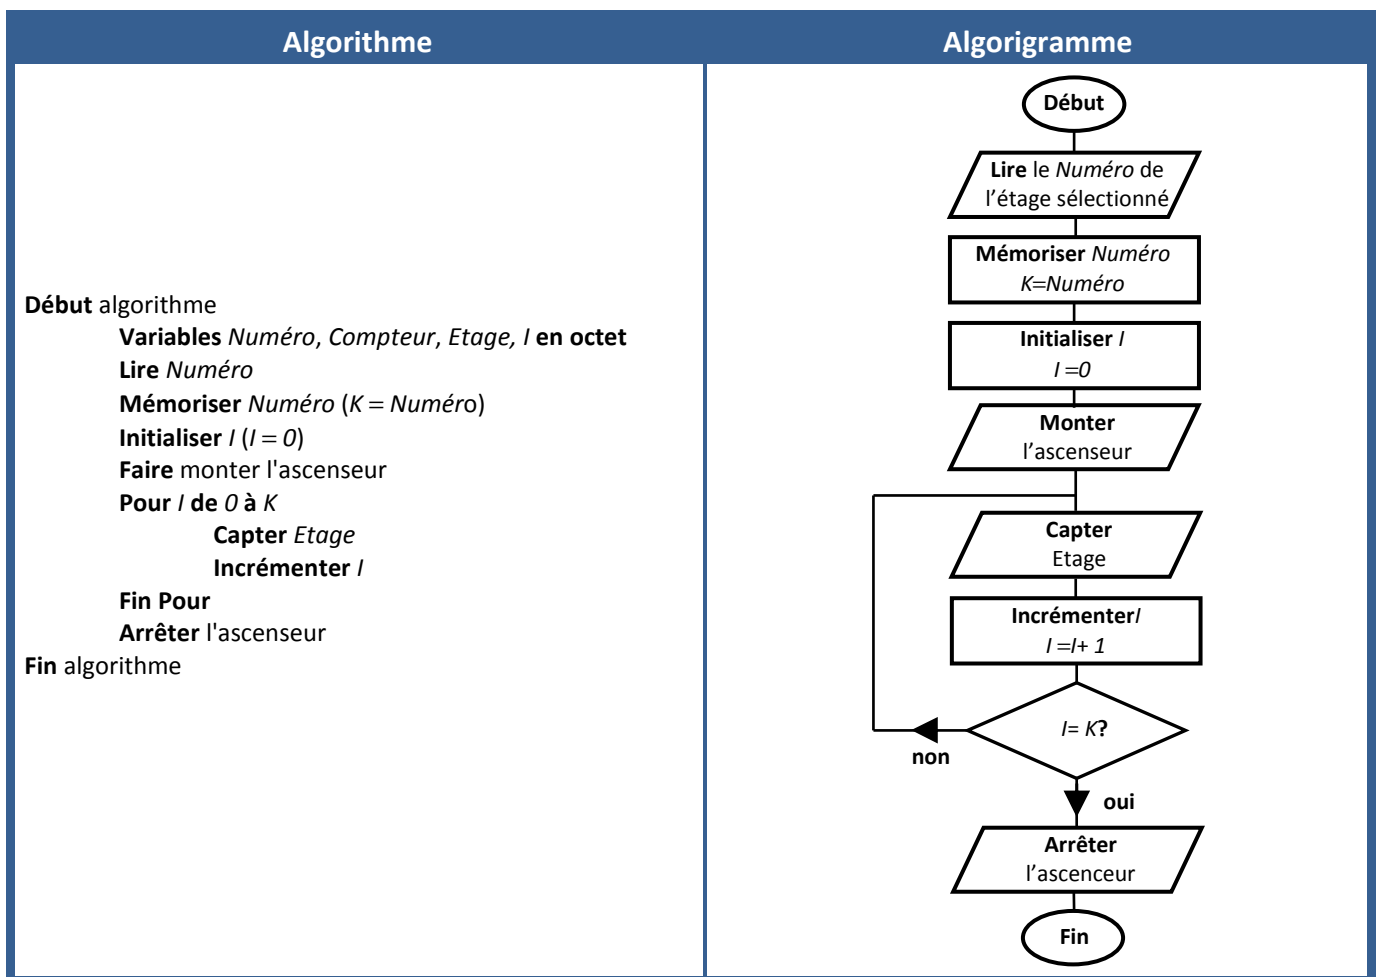 Algorithme
Algorigramme
Début algorithme
Variables Numéro, Compteur, Etage, I en octet
Lire Numéro
Mémoriser Numéro (K = Numéro)
Initialiser I (I = 0)
Faire monter l'ascenseur
Pour I de 0 à K
Capter Etage
Incrémenter I
Fin Pour
Arrêter l'ascenseur
Fin algorithme
Début
Lire le Numéro de
l’étage sélectionné
Mémoriser Numéro
K=Numéro
Initialiser I
I =0
Monter
l’ascenseur
Capter
Etage
IncrémenterI
I =I+ 1
I= K?
non
oui
Arrêter
l’ascenceur
Fin